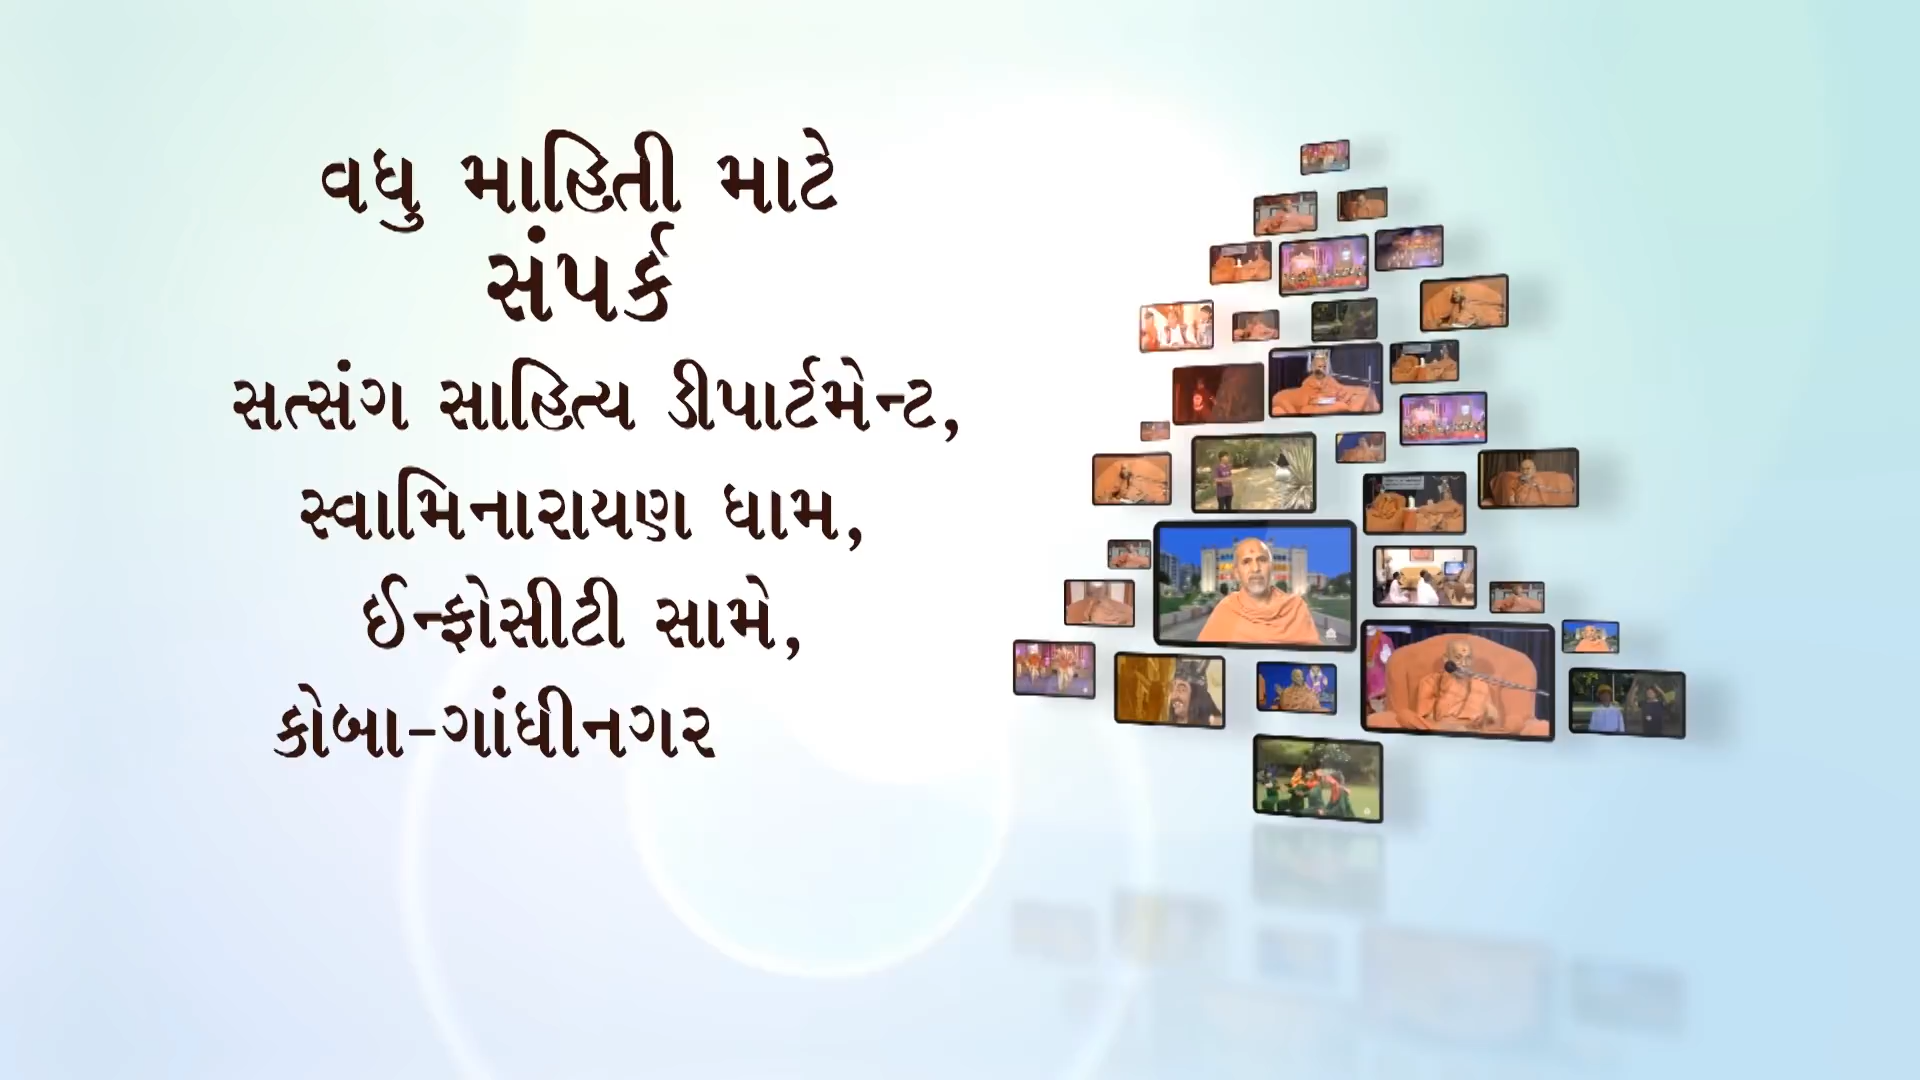 વધુ માહિતી માટે
સંપર્ક
સત્સંગ સાહિત્ય ડીપાર્ટમેન્ટ,
સ્વામિનારાયણ ધામ,
ઈન્ફોસીટી સામે,
કોબા-ગાંધીનગર